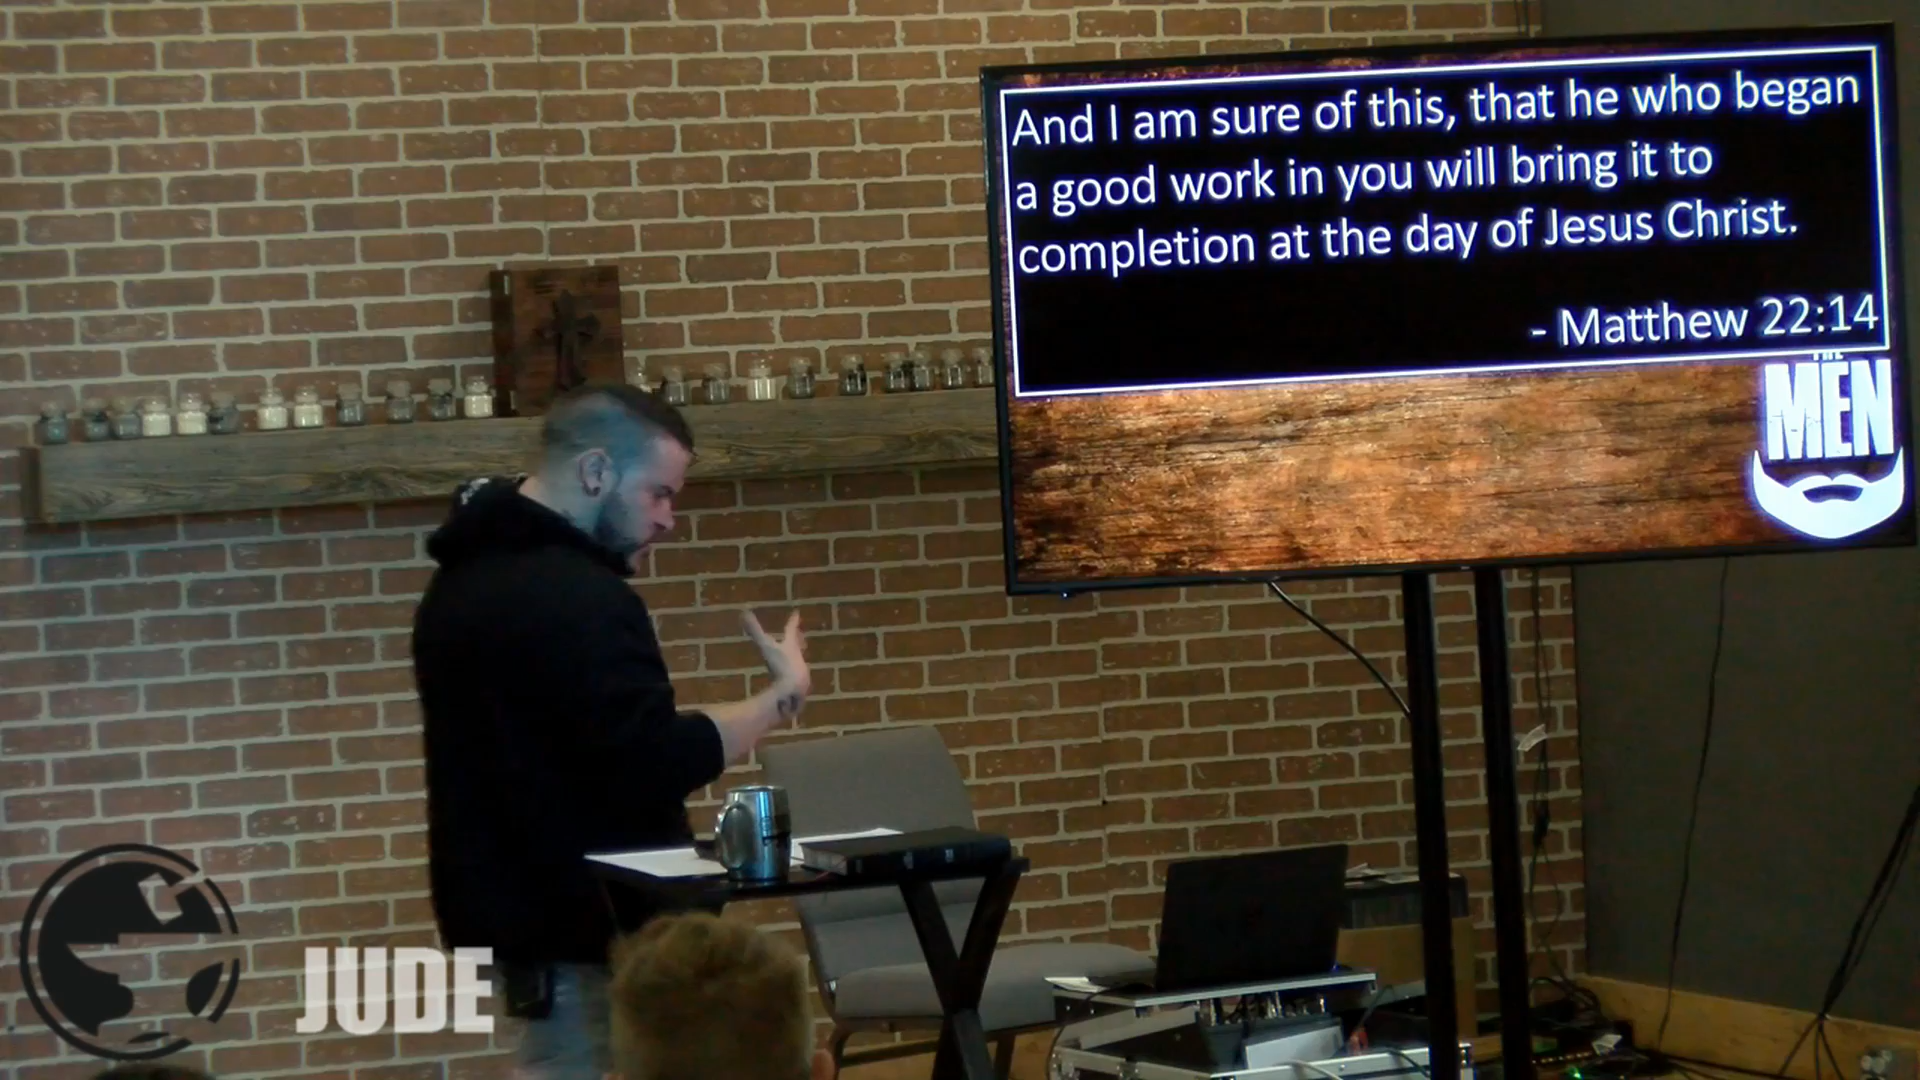 And I am sure of this, that he who began
a good work in you will bring it to
completion at the day of Jesus Christ.
- Matthew 22:14
THE
MEN
JUDE